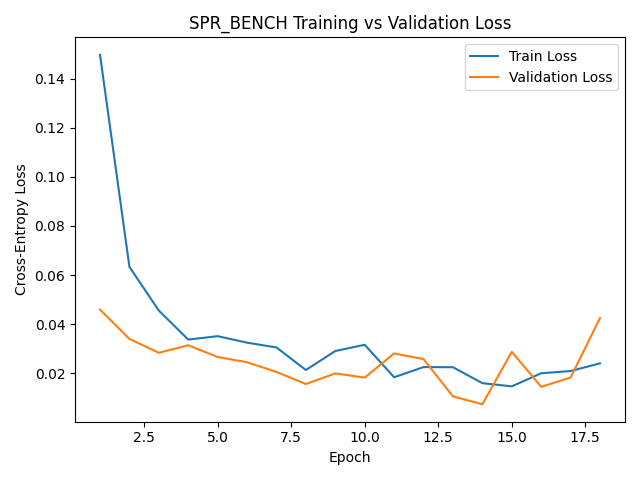 SPR_BENCH Training vs Validation Loss
Train Loss
Validation Loss
Cross-Entropy Loss
0.14
0.12
0.10
0.08
0.06
0.04
0.02
2.5 5.0 7.5 10.0 12.5 15.0 17.5
Epoch